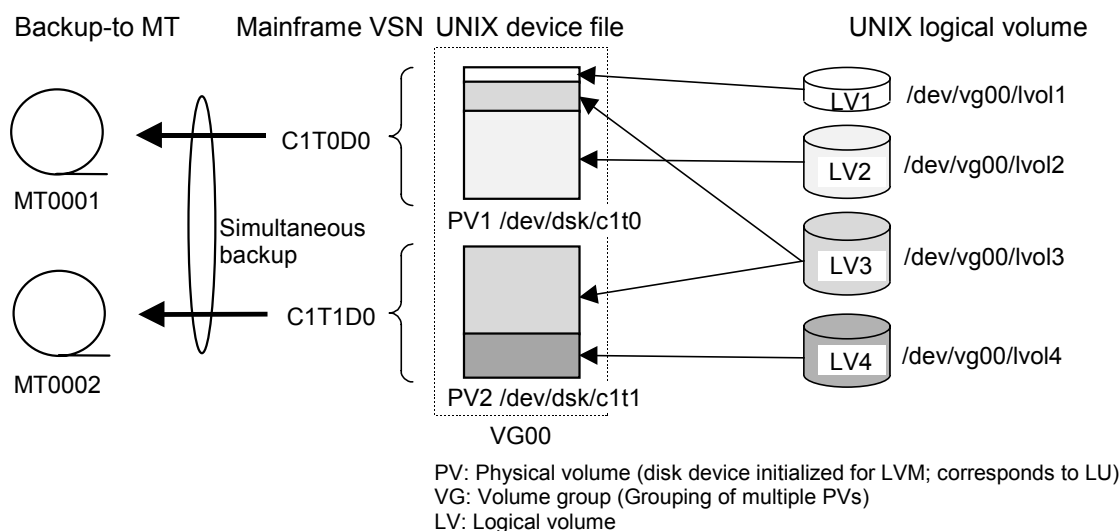 Backup-to MT Mainframe VSN UNIX device file UNIX logical volume
LV1 /dev/vg00/lvol1
C1T0D0
LV2 /dev/vg00/lvol2
MT0001
PV1 /dev/dsk/c1t0
Simultaneous
backup
LV3 /dev/vg00/lvol3
C1T1D0
LV4 /dev/vg00/lvol4
MT0002
PV2 /dev/dsk/c1t1
VG00
PV: Physical volume (disk device initialized for LVM; corresponds to LU)
VG: Volume group (Grouping of multiple PVs)
LV: Logical volume